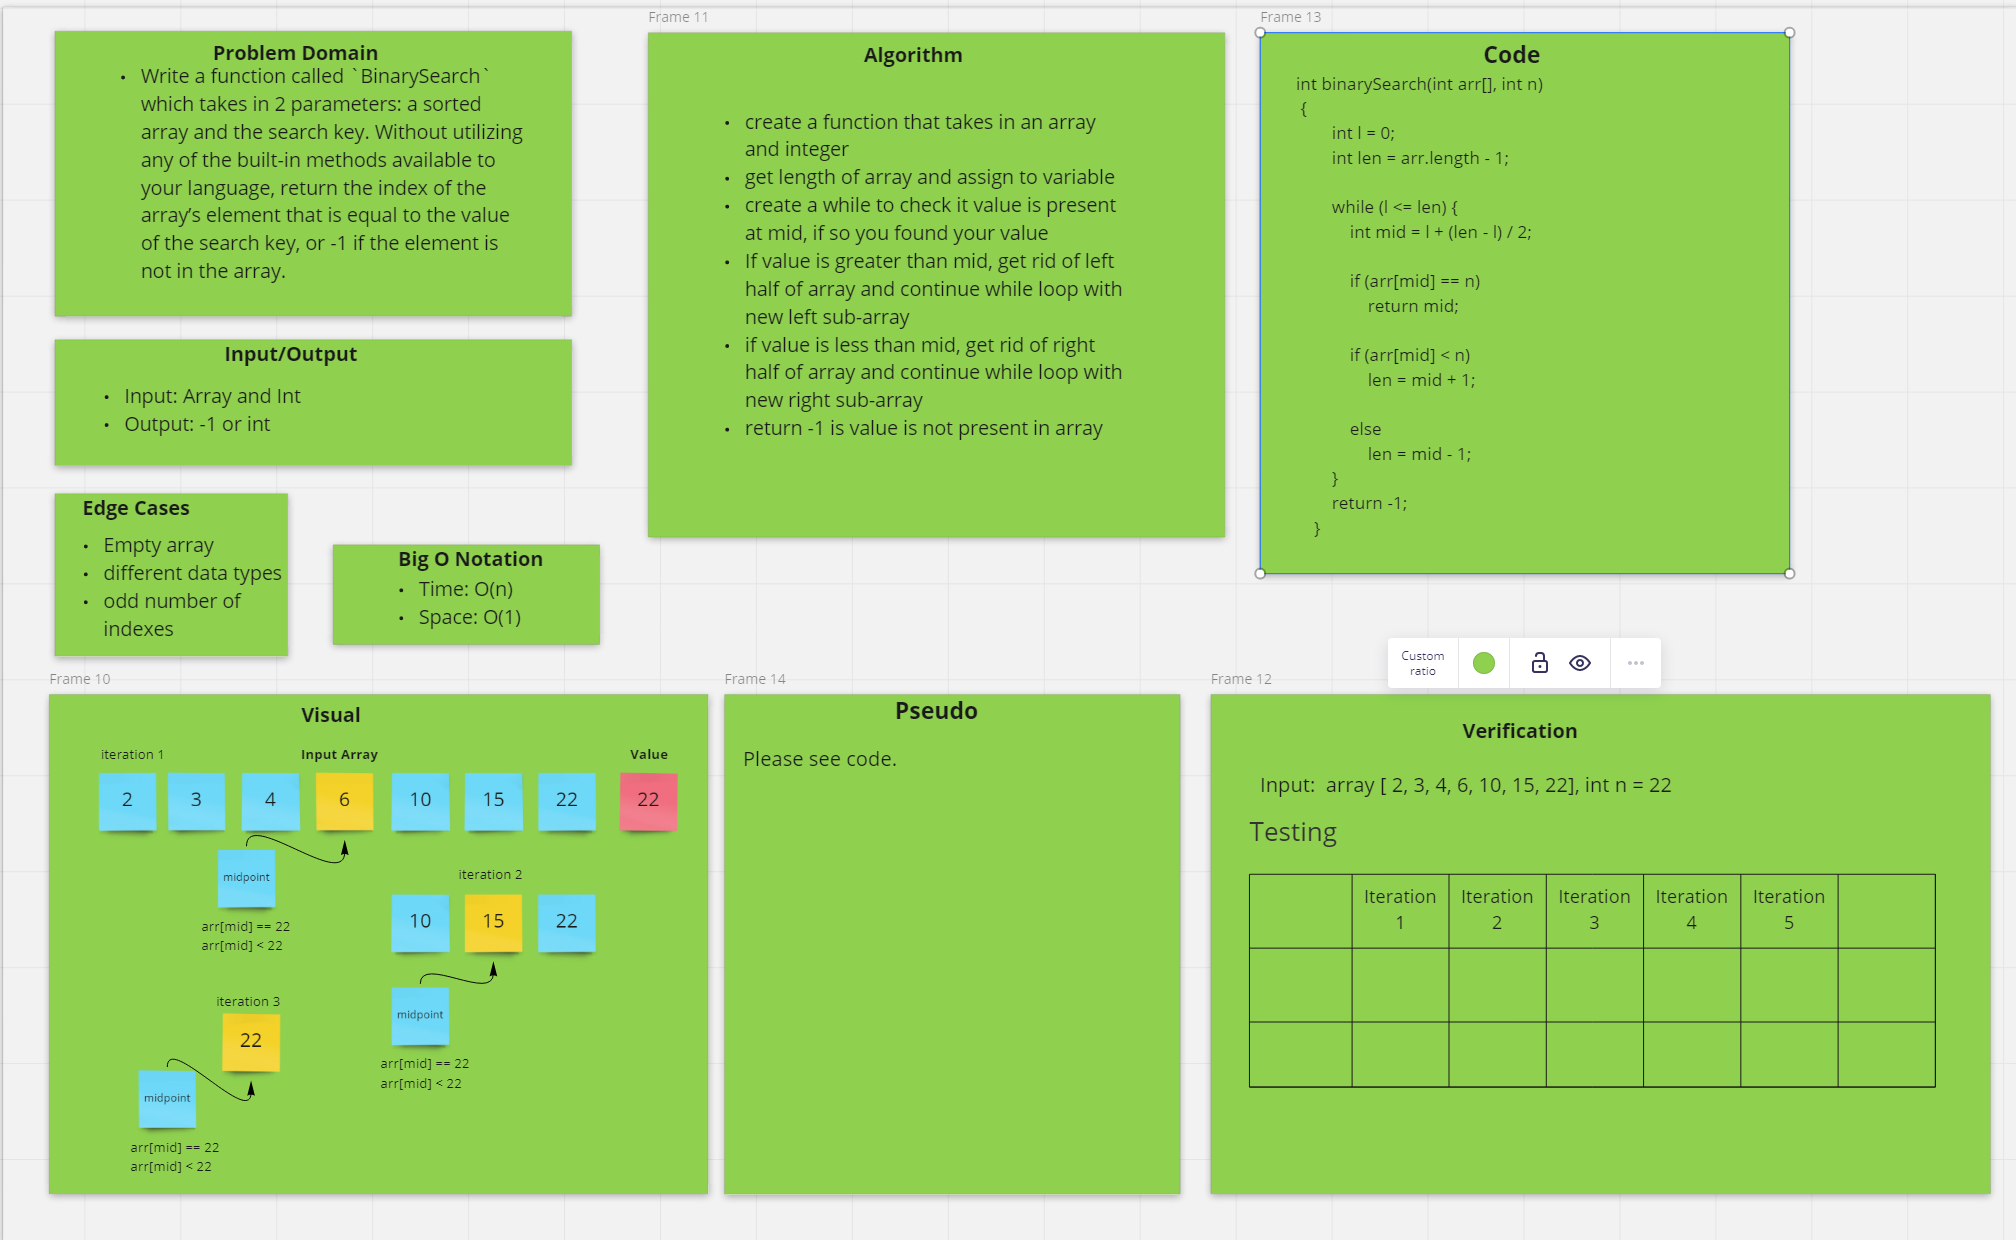 Problem Domain
• Write a function called `BinarySearch`
which takes in 2 parameters: a sorted
array and the search key. Without utilizing
any of the built-in methods available to
your language, return the index of the
array’s element that is equal to the value
of the search key, or -1 if the element is
not in the array.
Input/Output
• Input: Array and Int
• Output: -1 or int
Edge Cases
• Empty array
• different data types
• odd number of
indexes
Big O Notation
• Time: O(n)
• Space: O(1)
Frame 11
Algorithm
• create a function that takes in an array
and integer
• get length of array and assign to variable
• create a while to check it value is present
at mid, if so you found your value
• If value is greater than mid, get rid of left
half of array and continue while loop with
new left sub-array
• if value is less than mid, get rid of right
half of array and continue while loop with
new right sub-array
• return -1 is value is not present in array
Frame 13
Code
int binarySearch(int arr[], int n)
{
int l = 0;
int len = arr.length - 1;
while (l <= len) {
int mid = l + (len - l) / 2;
if (arr[mid] == n)
return mid;
if (arr[mid] < n)
len = mid + 1;
else
len = mid - 1;
}
return -1;
}
Custom
ratio
Frame 10
Visual
iteration 1 Input Array Value
2 3 4 6 10 15 22 22
midpoint
arr[mid] == 22
arr[mid] < 22
iteration 2
10 15 22
midpoint
arr[mid] == 22
arr[mid] < 22
iteration 3
22
midpoint
arr[mid] == 22
arr[mid] < 22
Frame 14
Pseudo
Please see code.
Frame 12
Verification
Input: array [ 2, 3, 4, 6, 10, 15, 22], int n = 22
Testing
Iteration 1 Iteration 2 Iteration 3 Iteration 4 Iteration 5